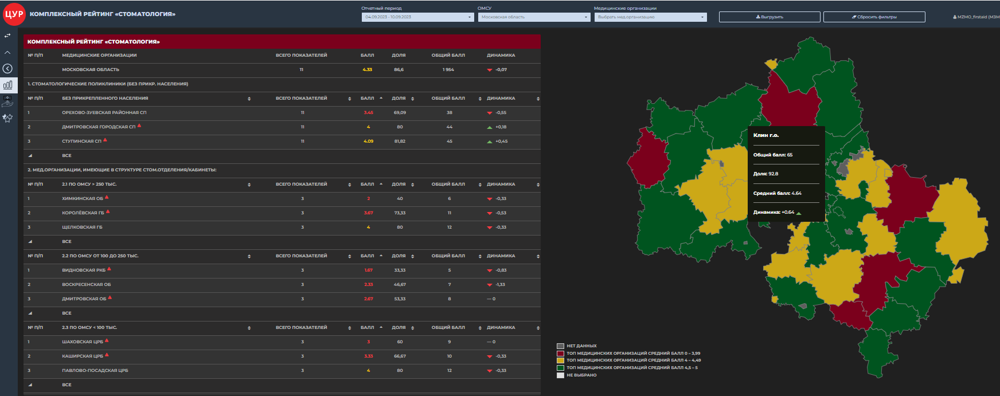 ЦУР КОМПЛЕКСНЫЙ РЕЙТИНГ «СТОМАТОЛОГИЯ»
Отчетный период ОМСУ Медицинские организации
04.09.2023 - 10.09.2023 Московская область Выбрать мед.организацию Выгрузить Сбросить фильтры MZMO_firstaid (МЗМ
КОМПЛЕКСНЫЙ РЕЙТИНГ «СТОМАТОЛОГИЯ»
№ П/П МЕДИЦИНСКИЕ ОРГАНИЗАЦИИ ВСЕГО ПОКАЗАТЕЛЕЙ БАЛЛ ДОЛЯ ОБЩИЙ БАЛЛ ДИНАМИКА
МОСКОВСКАЯ ОБЛАСТЬ 11 4.33 86,6 1 954 -0,07
1. СТОМАТОЛОГИЧЕСКИЕ ПОЛИКЛИНИКИ (БЕЗ ПРИКР. НАСЕЛЕНИЯ)
№ П/П БЕЗ ПРИКРЕПЛЕННОГО НАСЕЛЕНИЯ ВСЕГО ПОКАЗАТЕЛЕЙ БАЛЛ ДОЛЯ ОБЩИЙ БАЛЛ ДИНАМИКА
1 ОРЕХОВО-ЗУЕВСКАЯ РАЙОННАЯ СП 11 3.45 69,09 38 -0,55
2 ДМИТРОВСКАЯ ГОРОДСКАЯ СП 11 4 80 44 +0,18
3 СТУПИНСКАЯ СП 11 4.09 81,82 45 +0,45
ВСЕ
2. МЕД.ОРГАНИЗАЦИИ, ИМЕЮЩИЕ В СТРУКТУРЕ СТОМ.ОТДЕЛЕНИЯ/КАБИНЕТЫ:
№ П/П 2.1 ПО ОМСУ > 250 ТЫС. ВСЕГО ПОКАЗАТЕЛЕЙ БАЛЛ ДОЛЯ ОБЩИЙ БАЛЛ ДИНАМИКА
1 ХИМКИНСКАЯ ОБ 3 2 40 6 -0,33
2 КОРОЛЁВСКАЯ ГБ 3 3.67 73,33 11 -0,53
3 ЩЕЛКОВСКАЯ ГБ 3 4 80 12 -0,33
ВСЕ
№ П/П 2.2 ПО ОМСУ ОТ 100 ДО 250 ТЫС. ВСЕГО ПОКАЗАТЕЛЕЙ БАЛЛ ДОЛЯ ОБЩИЙ БАЛЛ ДИНАМИКА
1 ВИДНОВСКАЯ РКБ 3 1.67 33,33 5 -0,83
2 ВОСКРЕСЕНСКАЯ ОБ 3 2.33 46,67 7 -1,33
3 ДМИТРОВСКАЯ ОБ 3 2.67 53,33 8 — 0
ВСЕ
№ П/П 2.3 ПО ОМСУ < 100 ТЫС. ВСЕГО ПОКАЗАТЕЛЕЙ БАЛЛ ДОЛЯ ОБЩИЙ БАЛЛ ДИНАМИКА
1 ШАХОВСКАЯ ЦРБ 3 3 60 9 — 0
2 КАШИРСКАЯ ЦРБ 3 3.33 66,67 10 -0,33
3 ПАВЛОВО-ПОСАДСКАЯ ЦРБ 3 4 80 12 -0,33
ВСЕ
Клин г.о.
Общий балл: 65
Доля: 92.8
Средний балл: 4.64
Динамика: +0.64
НЕТ ДАННЫХ
ТОП МЕДИЦИНСКИХ ОРГАНИЗАЦИЙ СРЕДНИЙ БАЛЛ 0 – 3,99
ТОП МЕДИЦИНСКИХ ОРГАНИЗАЦИЙ СРЕДНИЙ БАЛЛ 4 – 4,49
ТОП МЕДИЦИНСКИХ ОРГАНИЗАЦИЙ СРЕДНИЙ БАЛЛ 4,5 – 5
НЕ ВЫБРАНО